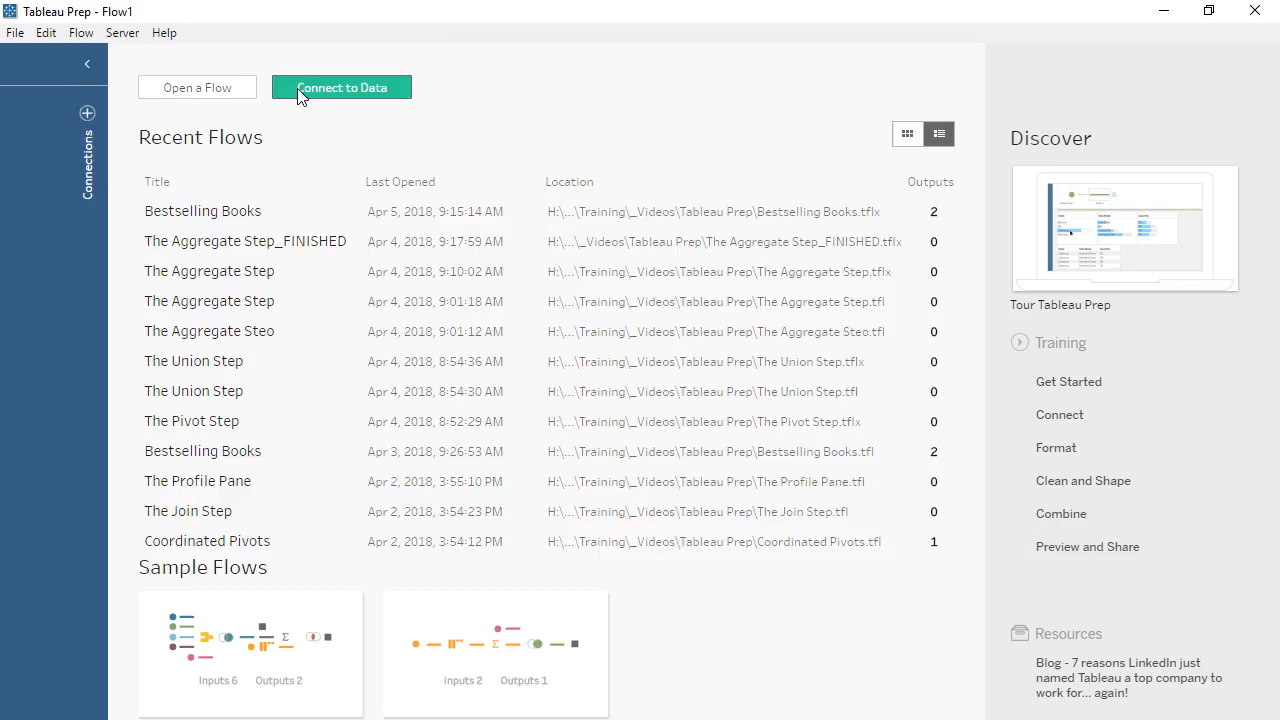 Tableau Prep - Flow1
File Edit Flow Server Help
Connections
Open a Flow Connect to Data
Recent Flows
Title Last Opened Location Outputs
Bestselling Books Apr 5, 2018, 9:15:14 AM H:\...\Training\_Videos\Tableau Prep\Bestselling Books.tflx 2
The Aggregate Step_FINISHED Apr 4, 2018, 9:17:59 AM H:\..._Videos\Tableau Prep\The Aggregate Step_FINISHED.tflx 0
The Aggregate Step Apr 4, 2018, 9:10:02 AM H:\...\Training\_Videos\Tableau Prep\The Aggregate Step.tflx 0
The Aggregate Step Apr 4, 2018, 9:01:18 AM H:\...\Training\_Videos\Tableau Prep\The Aggregate Step.tfl 0
The Aggregate Steo Apr 4, 2018, 9:01:12 AM H:\...\Training\_Videos\Tableau Prep\The Aggregate Steo.tfl 0
The Union Step Apr 4, 2018, 8:54:36 AM H:\...\Training\_Videos\Tableau Prep\The Union Step.tflx 0
The Union Step Apr 4, 2018, 8:54:30 AM H:\...\Training\_Videos\Tableau Prep\The Union Step.tfl 0
The Pivot Step Apr 4, 2018, 8:52:29 AM H:\...\Training\_Videos\Tableau Prep\The Pivot Step.tflx 0
Bestselling Books Apr 3, 2018, 9:26:53 AM H:\...\Training\_Videos\Tableau Prep\Bestselling Books.tfl 2
The Profile Pane Apr 2, 2018, 3:55:10 PM H:\...\Training\_Videos\Tableau Prep\The Profile Pane.tfl 0
The Join Step Apr 2, 2018, 3:54:23 PM H:\...\Training\_Videos\Tableau Prep\The Join Step.tfl 0
Coordinated Pivots Apr 2, 2018, 3:54:12 PM H:\...\Training\_Videos\Tableau Prep\Coordinated Pivots.tfl 1
Sample Flows
Inputs 6 Outputs 2
Inputs 2 Outputs 1
Discover
Tour Tableau Prep
Training
Get Started
Connect
Format
Clean and Shape
Combine
Preview and Share
Resources
Blog - 7 reasons LinkedIn just
named Tableau a top company to
work for... again!